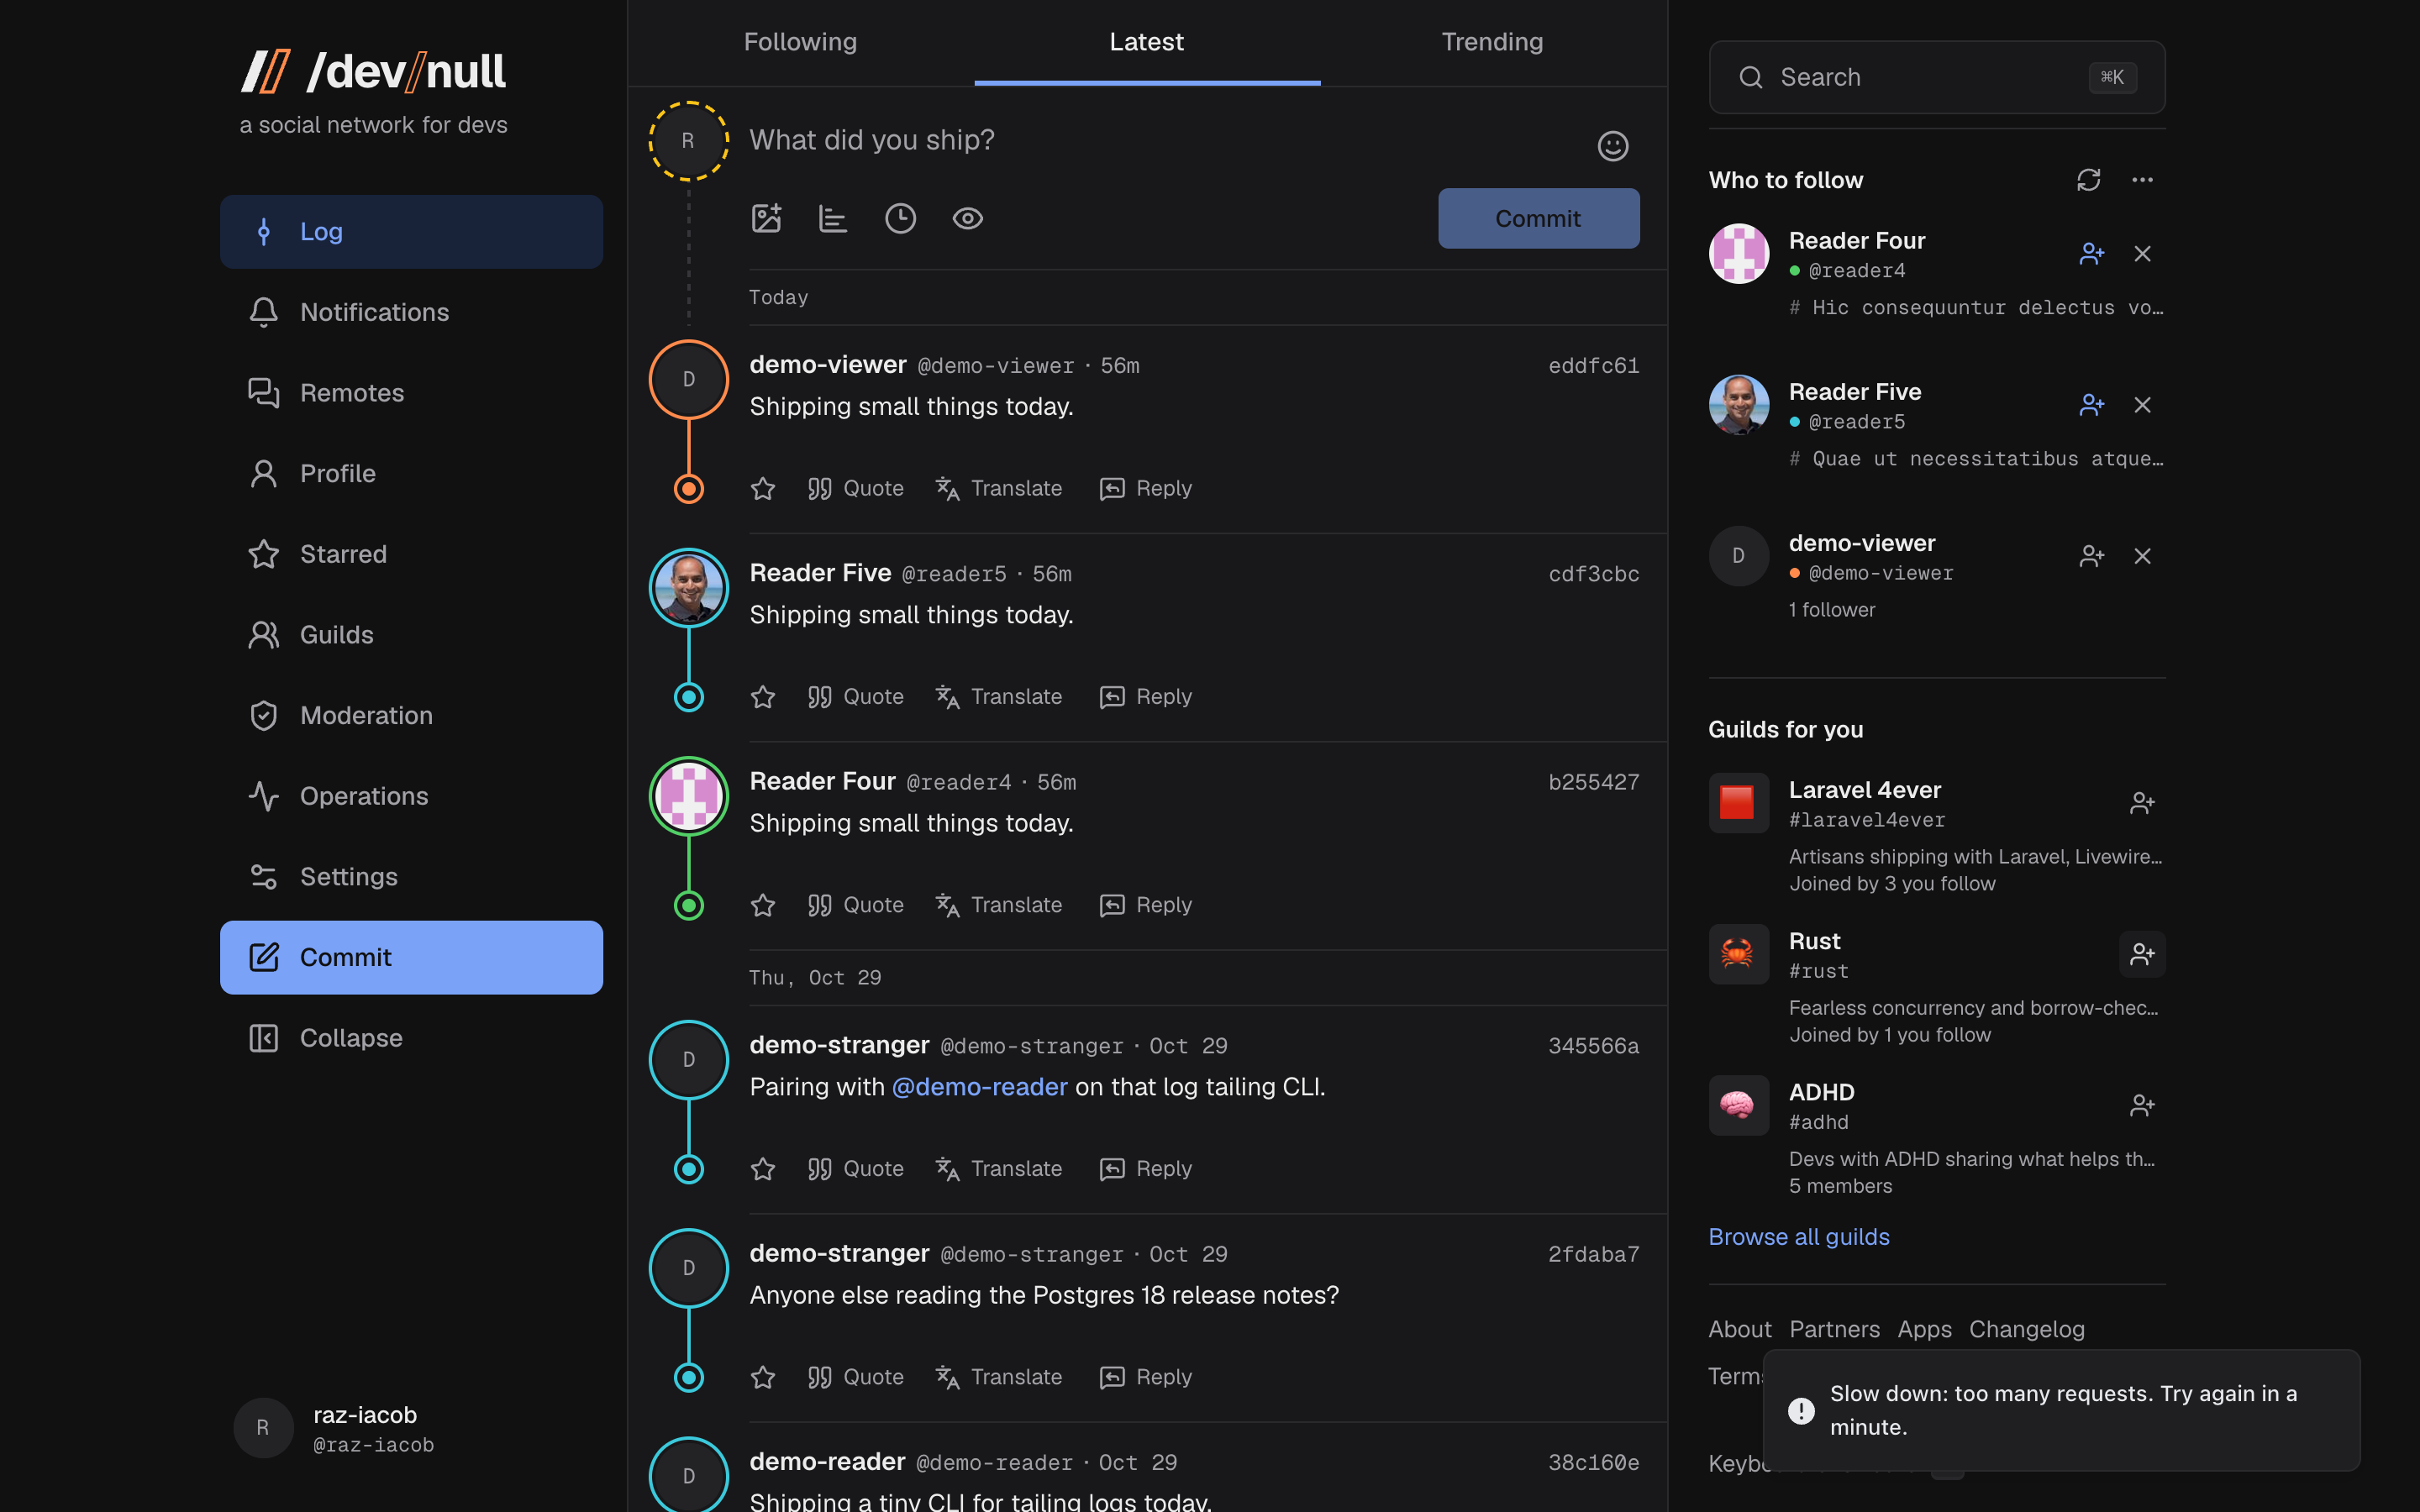 /dev/null
a social network for devs
Log
Notifications
Remotes
Profile
Starred
Guilds
Moderation
Operations
Settings
Commit
Collapse
R
raz-iacob
@raz-iacob
Following
Latest
Trending
R
What did you ship?
Commit
Today
D
demo-viewer @demo-viewer · 56m eddfc61
Shipping small things today.
Quote Translate Reply
Reader Five @reader5 · 56m cdf3cbc
Shipping small things today.
Quote Translate Reply
Reader Four @reader4 · 56m b255427
Shipping small things today.
Quote Translate Reply
Thu, Oct 29
D
demo-stranger @demo-stranger · Oct 29 345566a
Pairing with @demo-reader on that log tailing CLI.
Quote Translate Reply
D
demo-stranger @demo-stranger · Oct 29 2fdaba7
Anyone else reading the Postgres 18 release notes?
Quote Translate Reply
D
demo-reader @demo-reader · Oct 29 38c160e
Shipping a tiny CLI for tailing logs today.
Search ⌘K
Who to follow
Reader Four
@reader4
# Hic consequuntur delectus vo…
Reader Five
@reader5
# Quae ut necessitatibus atque…
D
demo-viewer
@demo-viewer
1 follower
Guilds for you
Laravel 4ever
#laravel4ever
Artisans shipping with Laravel, Livewire…
Joined by 3 you follow
Rust
#rust
Fearless concurrency and borrow-chec…
Joined by 1 you follow
ADHD
#adhd
Devs with ADHD sharing what helps th…
5 members
Browse all guilds
About Partners Apps Changelog
Slow down: too many requests. Try again in a
minute.